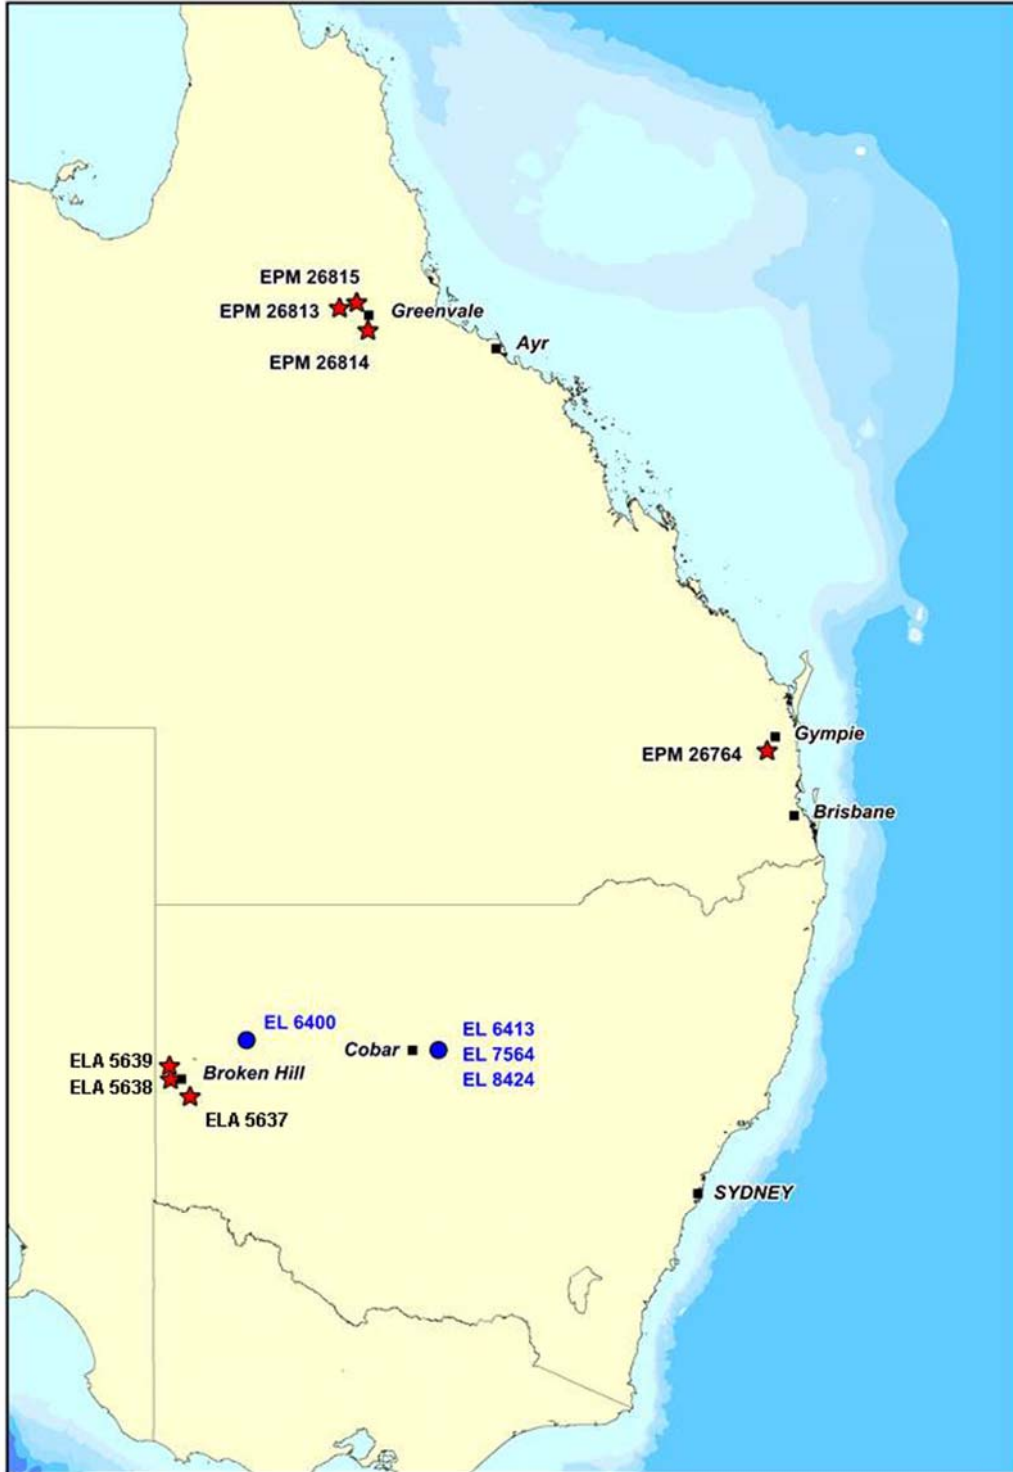 EPM 26815
EPM 26813
Greenvale
EPM 26814
Ayr
EPM 26764
Gympie
Brisbane
EL 6400
Cobar
EL 6413
EL 7564
EL 8424
ELA 5639
ELA 5638
Broken Hill
ELA 5637
SYDNEY